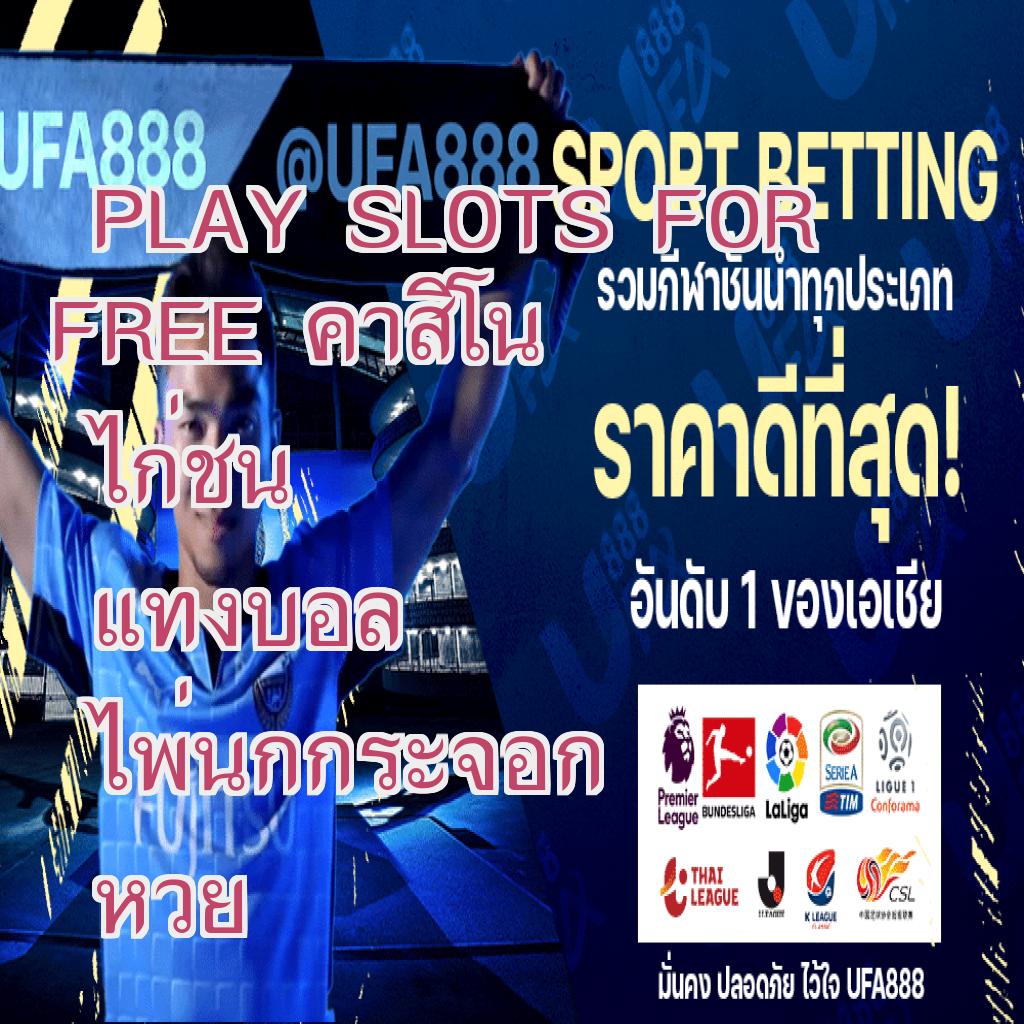 UFA888
@UFA888
SPORT BETTING
PLAY SLOTS FOR
FREE คาสิโน
ไก่ชน
แทงบอล
ไพ่นกกระจอก
หวย
รวมกีฬาชั้นนำทุกประเภท
ราคาดีที่สุด!
อันดับ 1 ของเอเชีย
FUJITSU
Premier
League
BUNDESLIGA
LaLiga
SERIE A
TIM
LIGUE 1
Conforama
THAI
LEAGUE
J.LEAGUE
K LEAGUE
CSL
มั่นคง ปลอดภัย ไว้ใจ UFA888